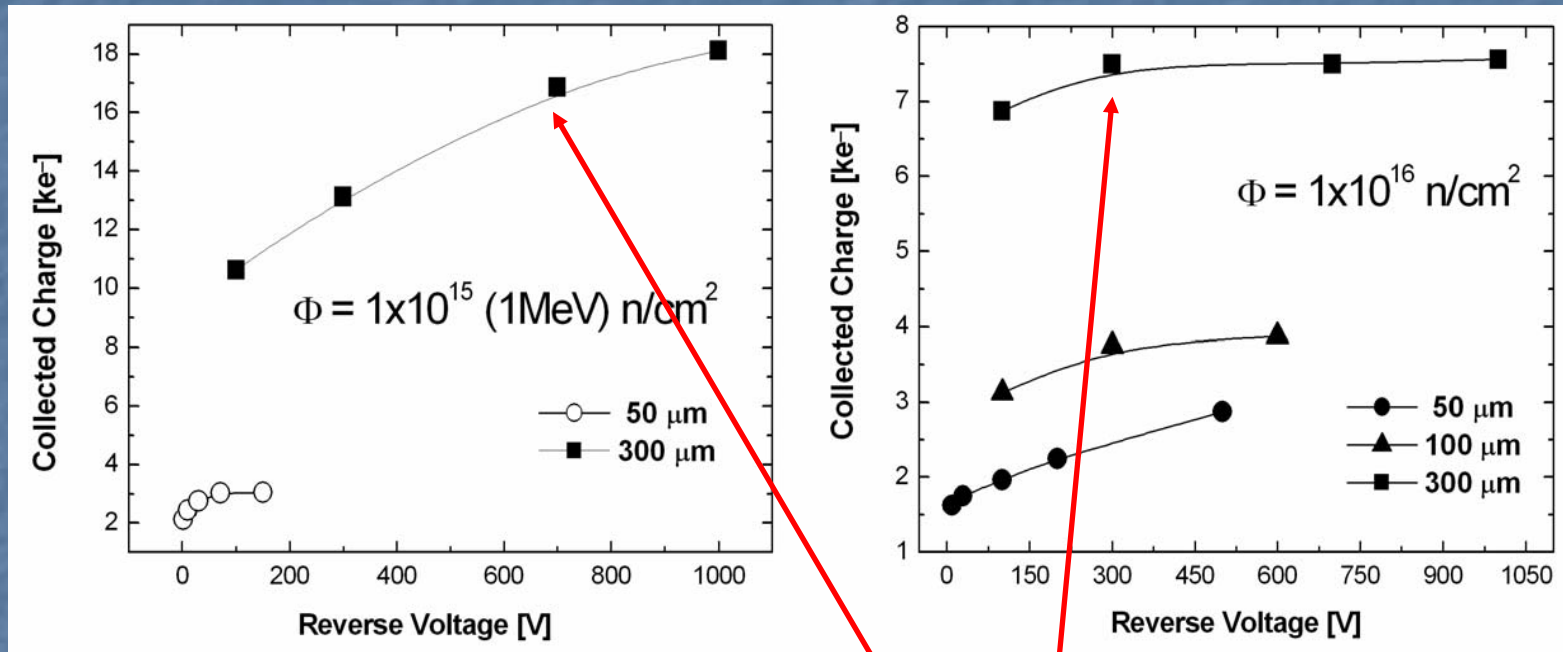 Collected Charge [ke⁻]
18
16
14
12
10
8
6
4
2
Φ = 1x10¹⁵ (1MeV) n/cm²
50 μm
300 μm
0 200 400 600 800 1000
Reverse Voltage [V]
Collected Charge [ke⁻]
8
7
6
5
4
3
2
1
Φ = 1x10¹⁶ n/cm²
50 μm
100 μm
300 μm
0 150 300 450 600 750 900 1050
Reverse Voltage [V]